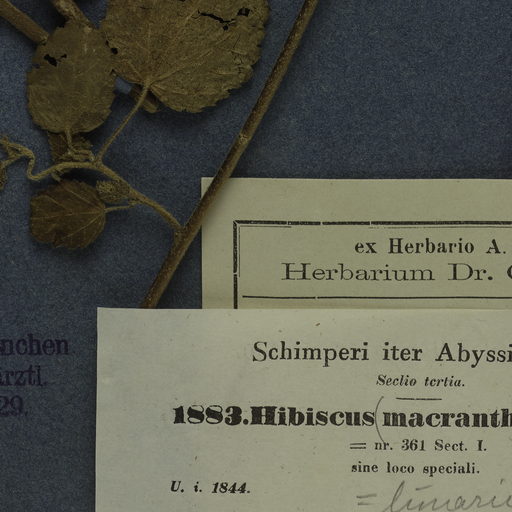 ex Herbario A.
Herbarium Dr.
Schimperi iter Abyssi
Sectio tertia.
1883. Hibiscus (macranth
= nr. 361 Sect. I.
sine loco speciali.
U. i. 1844.
nchen
ärztl.
29.